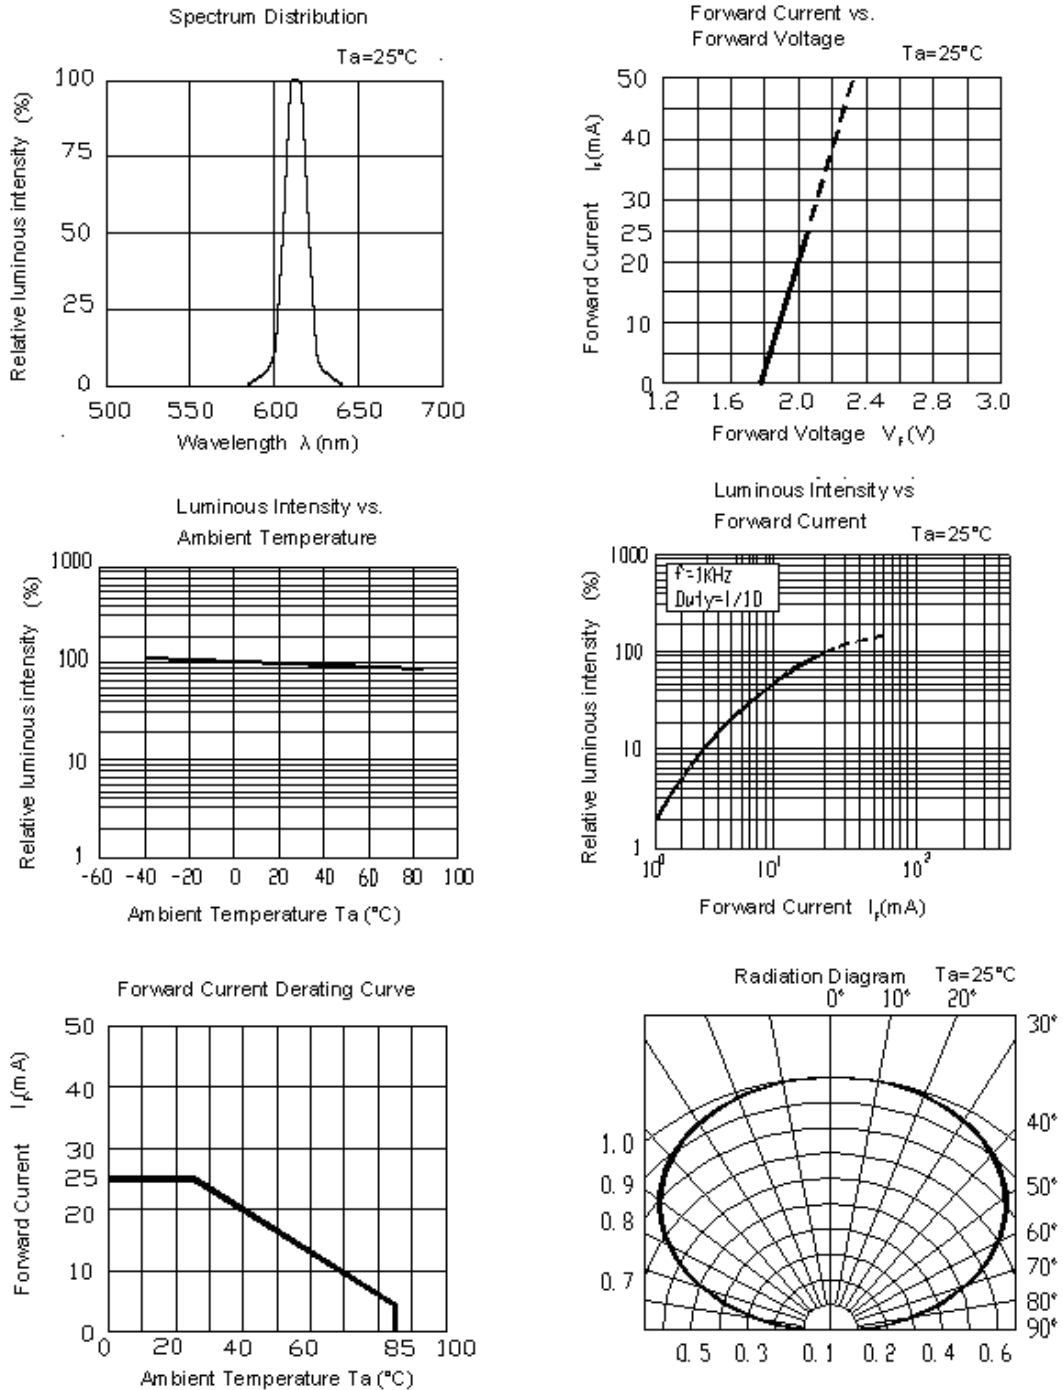 Spectrum Distribution
Ta=25°C
100
75
50
25
0
500 550 600 650 700
Relative luminous intensity (%)
Wavelength λ (nm)
Forward Current vs.
Forward Voltage
Ta=25°C
50
40
30
25
20
10
0
1.2 1.6 2.0 2.4 2.8 3.0
Forward Current IF(mA)
Forward Voltage VF(V)
Luminous Intensity vs.
Ambient Temperature
1000
100
10
1
-60 -40 -20 0 20 40 60 80 100
Relative luminous intensity (%)
Ambient Temperature Ta (°C)
Luminous Intensity vs
Forward Current
Ta=25°C
f=1KHz
Duty=1/10
1000
100
10
1
10⁰ 10¹ 10²
Relative luminous intensity (%)
Forward Current IF(mA)
Forward Current Derating Curve
50
40
30
25
20
10
0
0 20 40 60 85 100
Forward Current IF(mA)
Ambient Temperature Ta (°C)
Radiation Diagram Ta=25°C
0° 10° 20°
30°
40°
50°
60°
70°
80°
90°
1.0
0.9
0.8
0.7
0.5 0.3 0.1 0.2 0.4 0.6